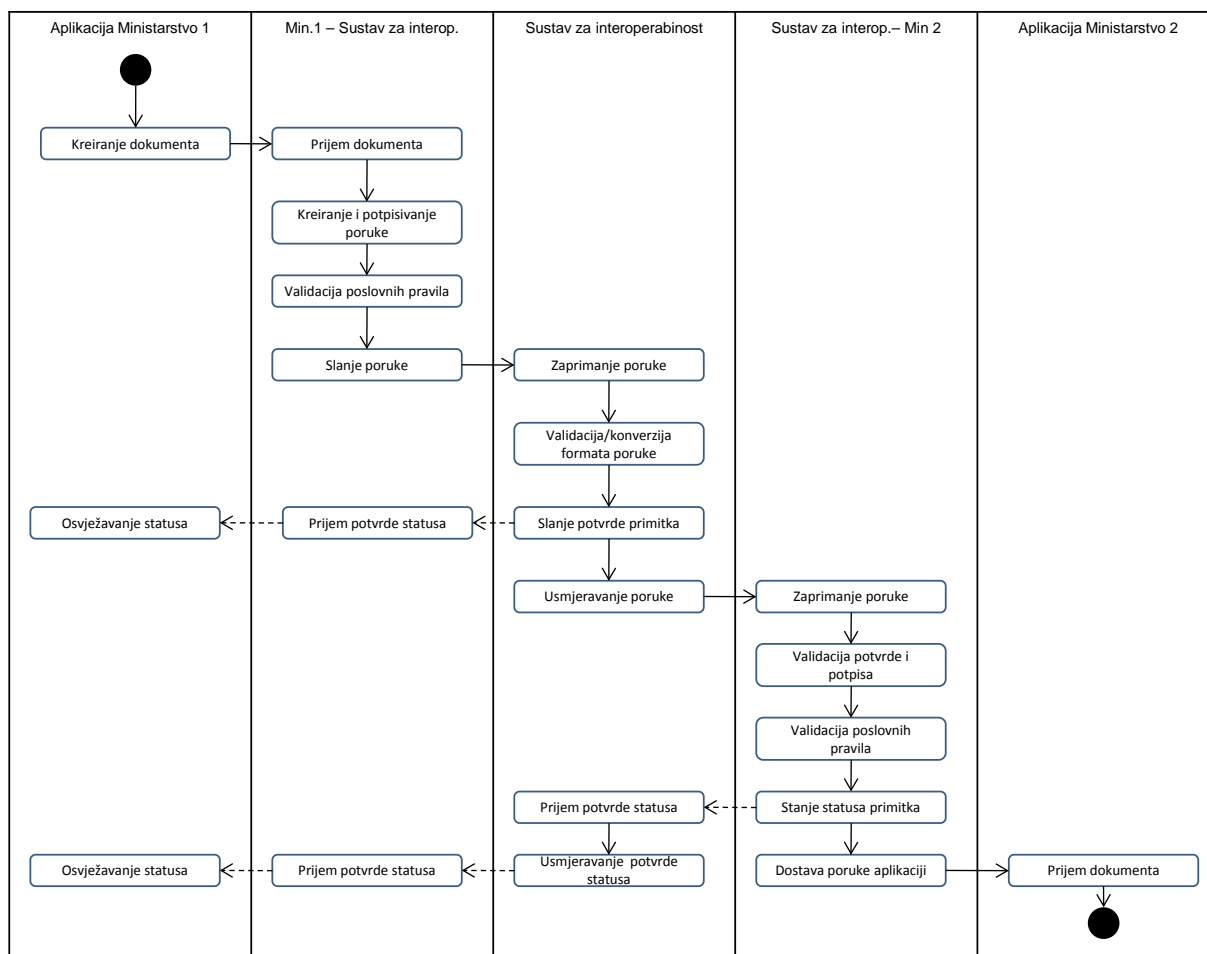 Aplikacija Ministarstvo 1
Min.1 – Sustav za interop.
Sustav za interoperabinost
Sustav za interop.– Min 2
Aplikacija Ministarstvo 2
Kreiranje dokumenta
Prijem dokumenta
Kreiranje i potpisivanje
poruke
Validacija poslovnih pravila
Slanje poruke
Zaprimanje poruke
Validacija/konverzija
formata poruke
Osvježavanje statusa
Prijem potvrde statusa
Slanje potvrde primitka
Usmjeravanje poruke
Zaprimanje poruke
Validacija potvrde i
potpisa
Validacija poslovnih
pravila
Prijem potvrde statusa
Stanje statusa primitka
Osvježavanje statusa
Prijem potvrde statusa
Usmjeravanje potvrde
statusa
Dostava poruke aplikaciji
Prijem dokumenta